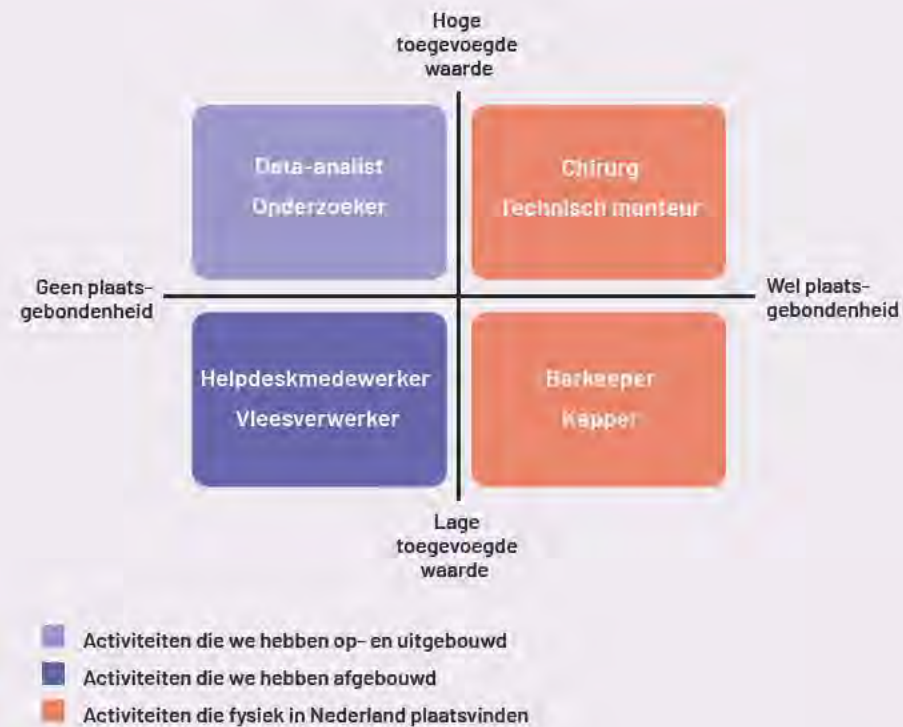 Hoge
toegevoegde
waarde
Data-analist
Onderzoeker
Chirurg
Technisch monteur
Geen plaats-
gebondenheid
Wel plaats-
gebondenheid
Helpdeskmedewerker
Vleesverwerker
Barkeeper
Kapper
Lage
toegevoegde
waarde
Activiteiten die we hebben op- en uitgebouwd
Activiteiten die we hebben afgebouwd
Activiteiten die fysiek in Nederland plaatsvinden